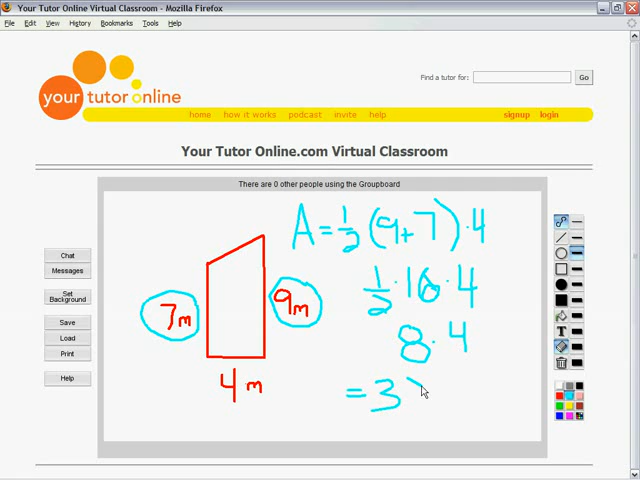 Your Tutor Online Virtual Classroom - Mozilla Firefox
File Edit View History Bookmarks Tools Help
your tutor online
Find a tutor for: Go
home how it works podcast invite help signup login
Your Tutor Online.com Virtual Classroom
There are 0 other people using the Groupboard
Chat
Messages
Set
Background
Save
Load
Print
Help
7m
9m
4m
A = 1/2 (9+7) · 4
1/2 · 16 · 4
8 · 4
= 3
T